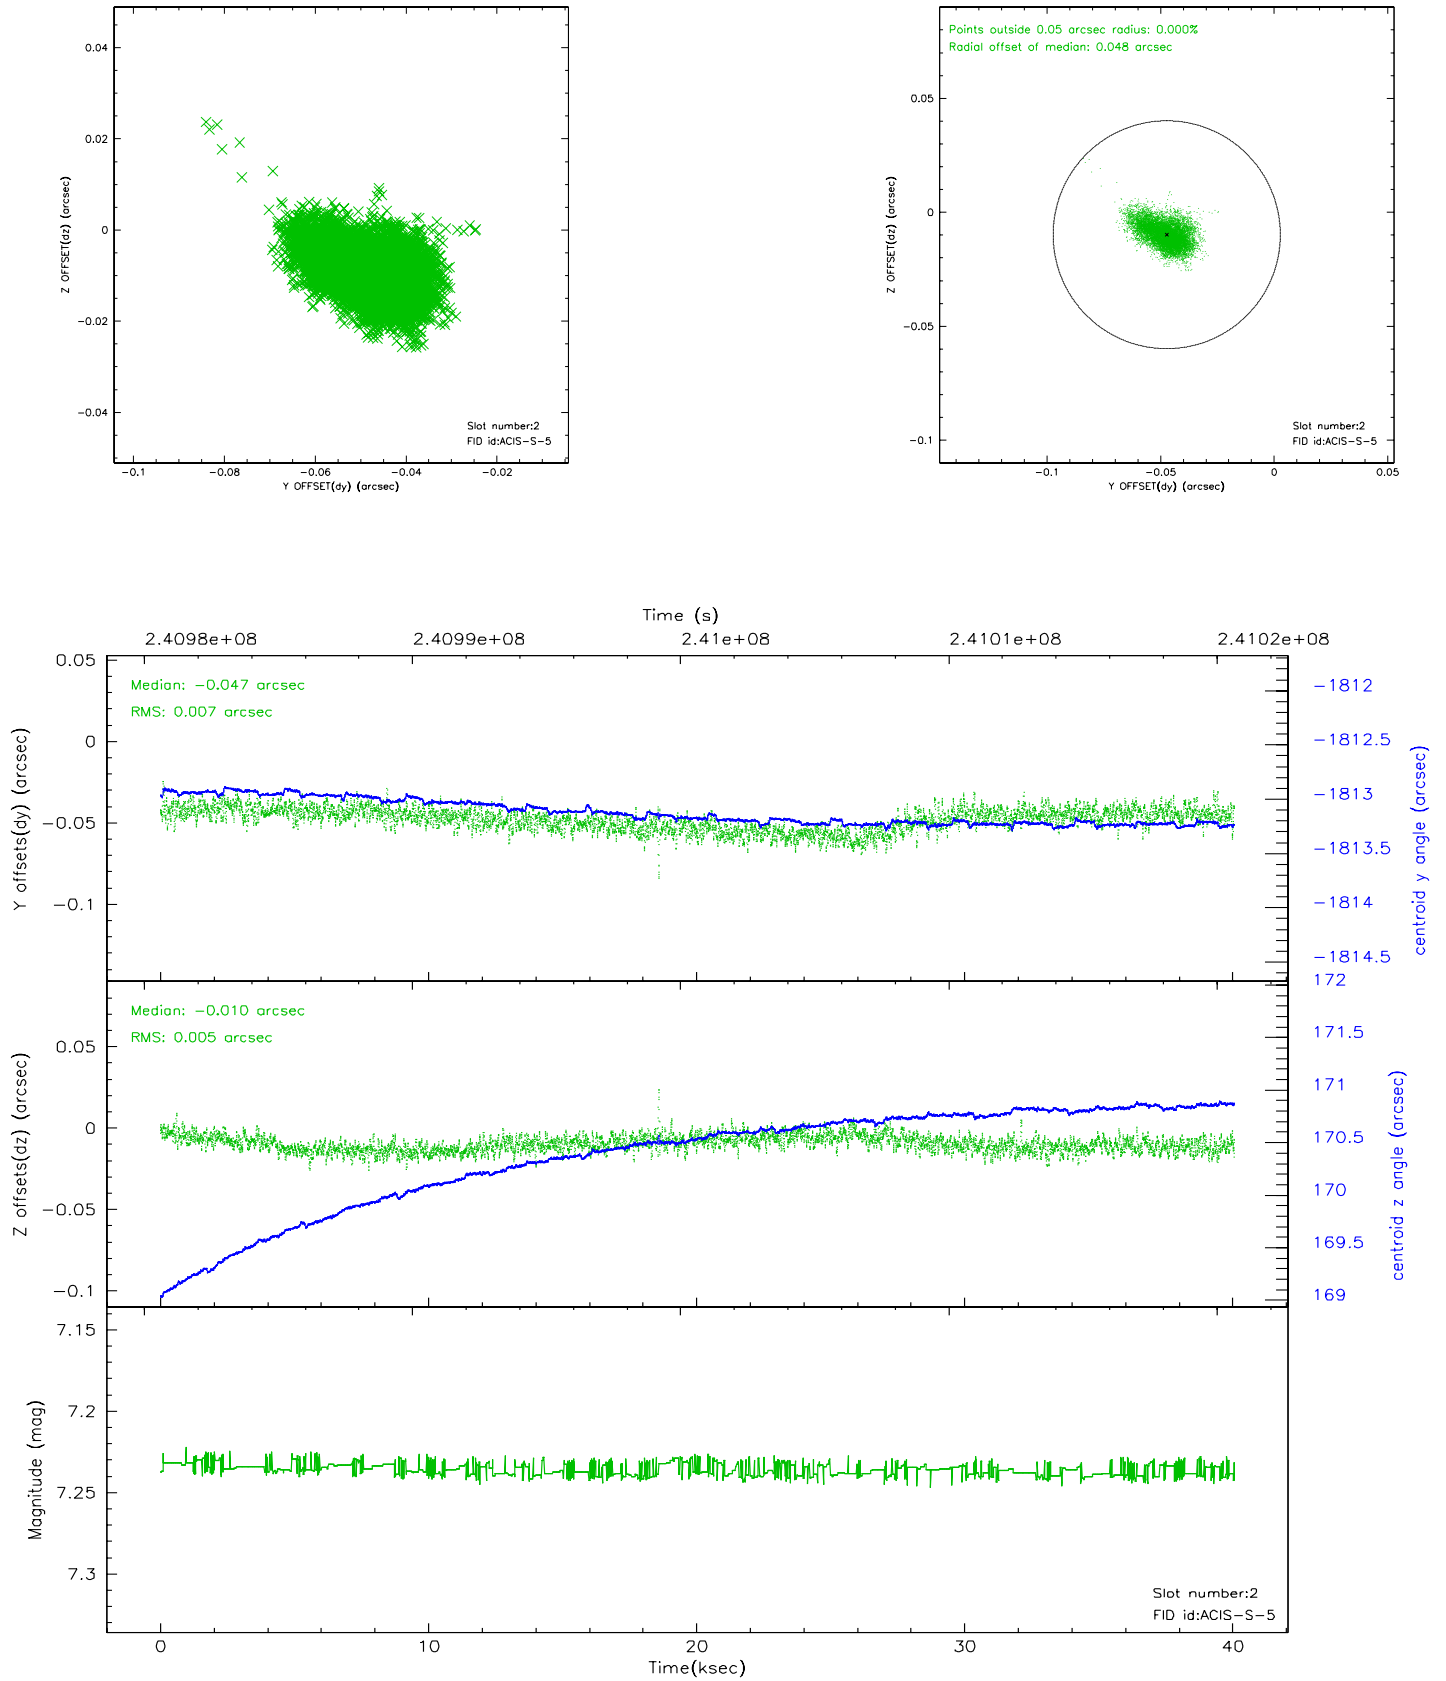 0.04
0.02
0
−0.02
−0.04
Z OFFSET(dz) (arcsec)
Slot number:2
FID id:ACIS−S−5
−0.1
−0.08
−0.06
−0.04
−0.02
Y OFFSET(dy) (arcsec)
Points outside 0.05 arcsec radius: 0.000%
Radial offset of median: 0.048 arcsec
0.05
0
−0.05
−0.1
Z OFFSET(dz) (arcsec)
Slot number:2
FID id:ACIS−S−5
−0.1
−0.05
0
0.05
Y OFFSET(dy) (arcsec)
Time (s)
2.4098e+08
2.4099e+08
2.41e+08
2.4101e+08
2.4102e+08
0.05
0
−0.05
−0.1
Y offsets(dy) (arcsec)
Median: −0.047 arcsec
RMS: 0.007 arcsec
−1812
−1812.5
−1813
−1813.5
−1814
−1814.5
centroid y angle (arcsec)
0.05
0
−0.05
−0.1
Z offsets(dz) (arcsec)
Median: −0.010 arcsec
RMS: 0.005 arcsec
172
171.5
171
170.5
170
169.5
169
centroid z angle (arcsec)
7.15
7.2
7.25
7.3
Magnitude (mag)
Slot number:2
FID id:ACIS−S−5
0
10
20
30
40
Time(ksec)